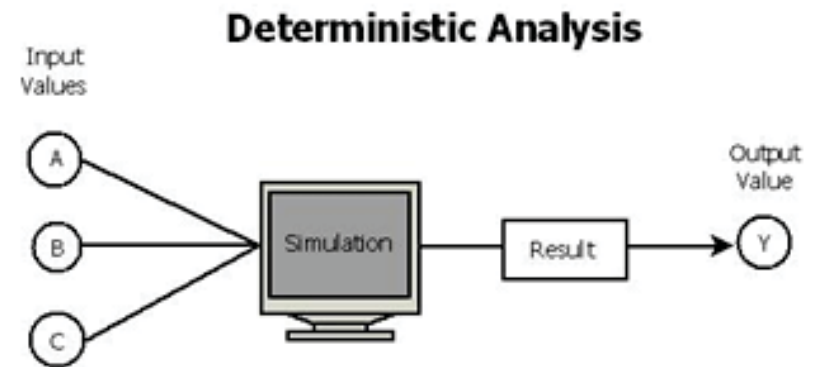 Deterministic Analysis
Input
Values
A
B
C
Simulation
Result
Output
Value
Y